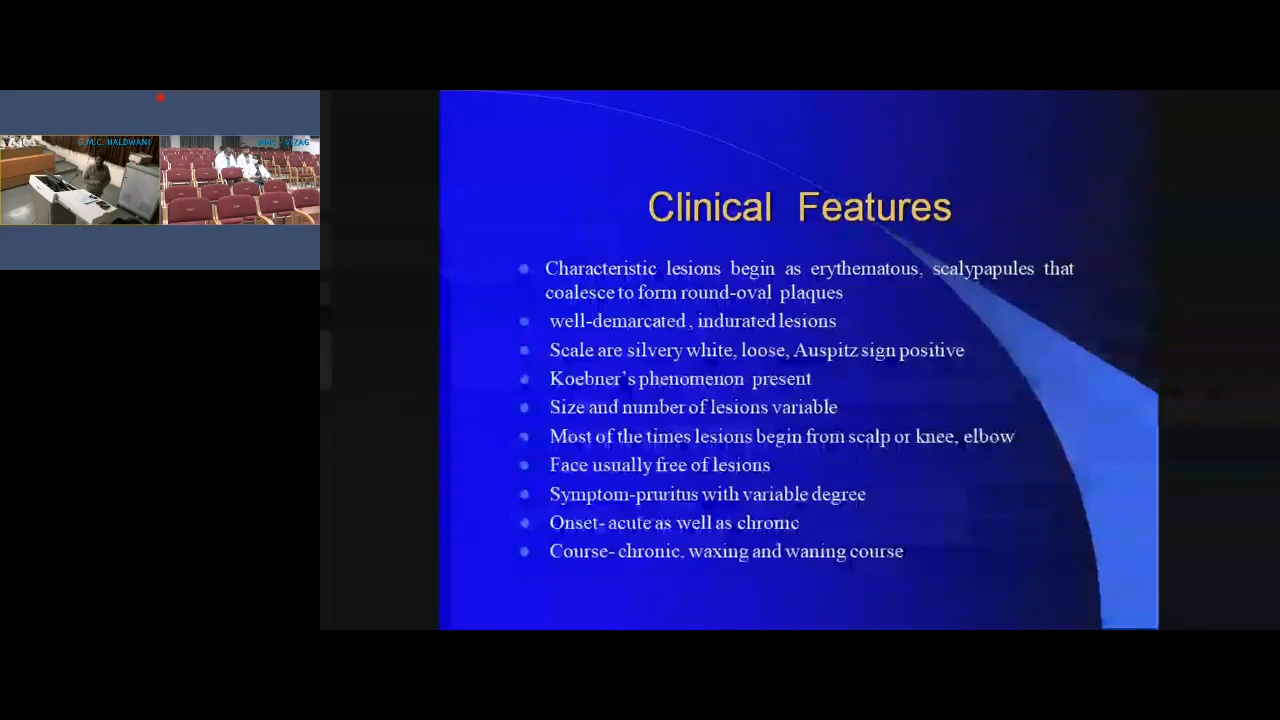 G.M.C. HALDWANI
Clinical Features
Characteristic lesions begin as erythematous, scalypapules that
coalesce to form round-oval plaques
well-demarcated , indurated lesions
Scale are silvery white, loose, Auspitz sign positive
Koebner's phenomenon present
Size and number of lesions variable
Most of the times lesions begin from scalp or knee, elbow
Face usually free of lesions
Symptom-pruritus with variable degree
Onset- acute as well as chronic
Course- chronic, waxing and waning course